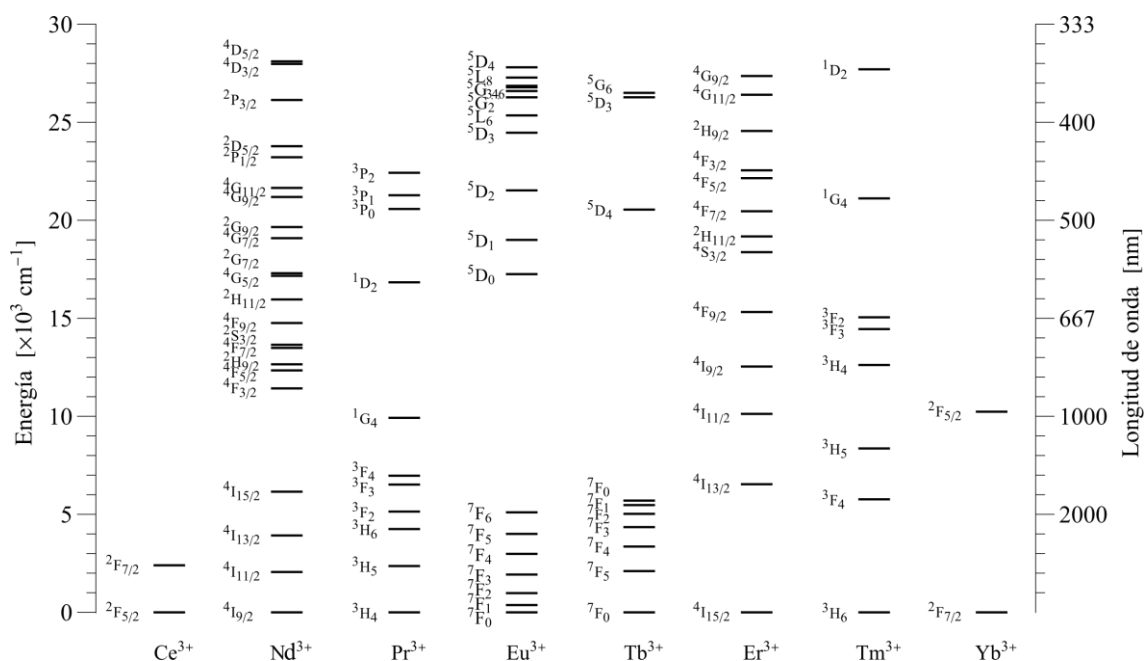 Energía [×10³ cm⁻¹]
30
25
20
15
10
5
0
²F₇/₂
²F₅/₂
Ce³⁺
⁴D₅/₂
⁴D₃/₂
²P₃/₂
²D₅/₂
²P₁/₂
⁴G₁₁/₂
⁴G₉/₂
²G₉/₂
⁴G₇/₂
²G₇/₂
⁴G₅/₂
²H₁₁/₂
⁴F₉/₂
²S₃/₂
⁴F₇/₂
²H₉/₂
⁴F₅/₂
⁴F₃/₂
⁴I₁₅/₂
⁴I₁₃/₂
⁴I₁₁/₂
⁴I₉/₂
Nd³⁺
³P₂
³P₁
³P₀
¹D₂
¹G₄
³F₄
³F₃
³F₂
³H₆
³H₅
³H₄
Pr³⁺
⁵D₄
⁵L₈
⁵G₃₄₆
⁵G₂
⁵L₆
⁵D₃
⁵D₂
⁵D₁
⁵D₀
⁷F₆
⁷F₅
⁷F₄
⁷F₃
⁷F₂
⁷F₁
⁷F₀
Eu³⁺
⁵G₆
⁵D₃
⁵D₄
⁷F₀
⁷F₁
⁷F₂
⁷F₃
⁷F₄
⁷F₅
⁷F₀
Tb³⁺
⁴G₉/₂
⁴G₁₁/₂
²H₉/₂
⁴F₃/₂
⁴F₅/₂
⁴F₇/₂
²H₁₁/₂
⁴S₃/₂
⁴F₉/₂
⁴I₉/₂
⁴I₁₁/₂
⁴I₁₃/₂
⁴I₁₅/₂
Er³⁺
¹D₂
¹G₄
³F₂
³F₃
³H₄
³H₅
³F₄
³H₆
Tm³⁺
²F₅/₂
²F₇/₂
Yb³⁺
333
400
500
667
1000
2000
Longitud de onda [nm]